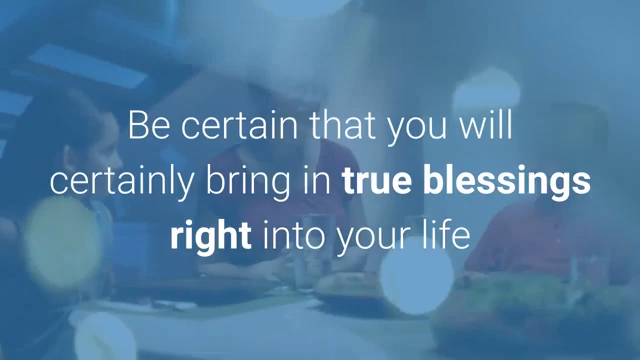 Be certain that you will
certainly bring in true blessings
right into your life